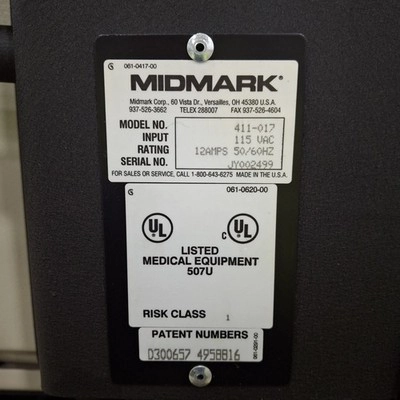 061-0417-00
MIDMARK®
Midmark Corp., 60 Vista Dr., Versailles, OH 45380 U.S.A.
937-526-3662 TELEX 288007 FAX 937-526-4604
MODEL NO. 411-017
INPUT 115 VAC
RATING 12AMPS 50/60HZ
SERIAL NO. JY002499
FOR SALES OR SERVICE, CALL 1-800-643-6275 MADE IN THE U.S.A.
061-0620-00
UL C UL
LISTED
MEDICAL EQUIPMENT
507U
RISK CLASS 1
PATENT NUMBERS
D300657 4958816